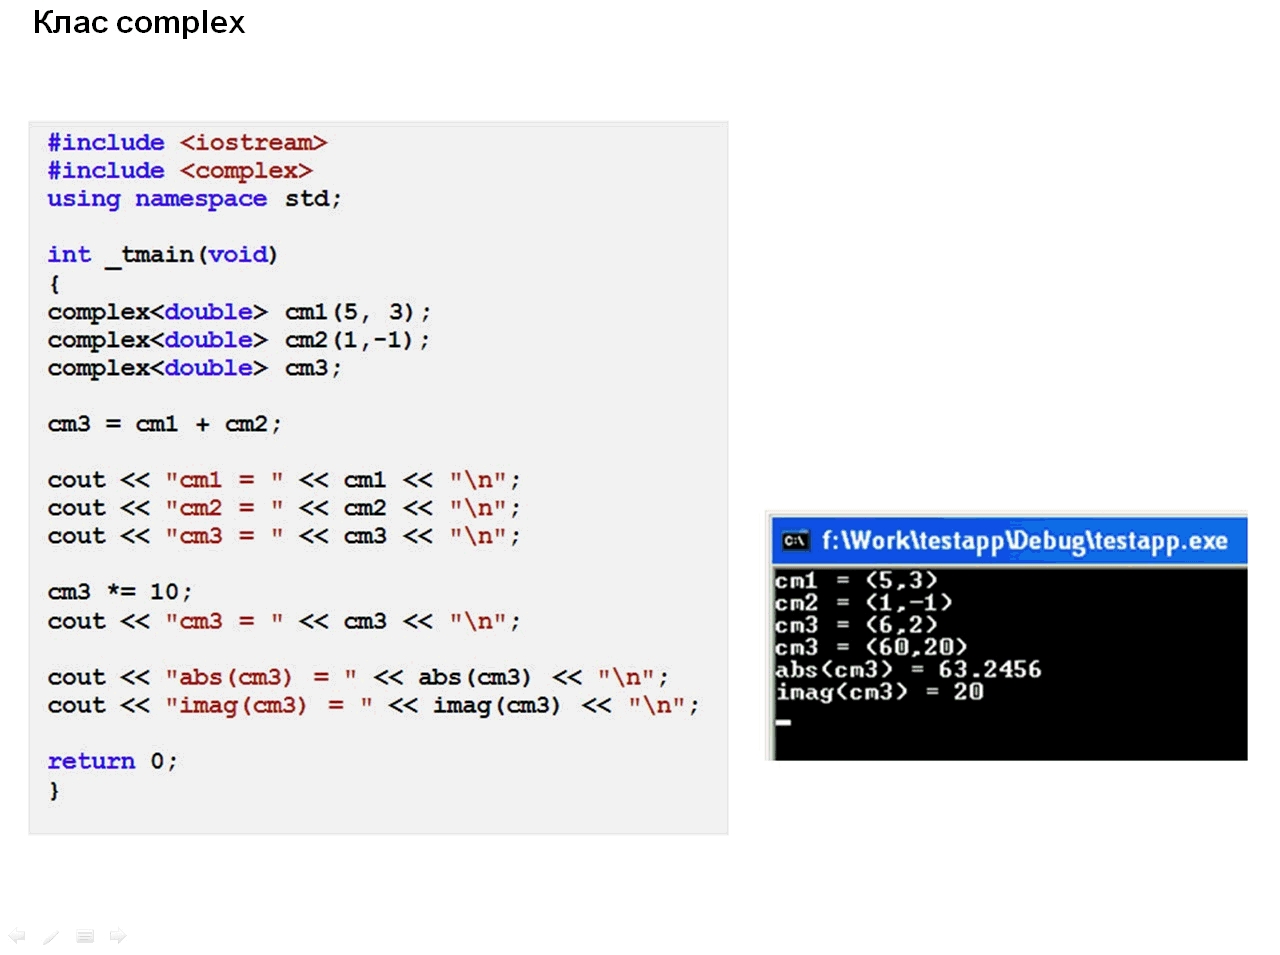 Клас complex
#include <iostream>
#include <complex>
using namespace std;
int _tmain(void)
{
complex<double> cm1(5, 3);
complex<double> cm2(1,-1);
complex<double> cm3;
cm3 = cm1 + cm2;
cout << "cm1 = " << cm1 << "\n";
cout << "cm2 = " << cm2 << "\n";
cout << "cm3 = " << cm3 << "\n";
cm3 *= 10;
cout << "cm3 = " << cm3 << "\n";
cout << "abs(cm3) = " << abs(cm3) << "\n";
cout << "imag(cm3) = " << imag(cm3) << "\n";
return 0;
}
C:\ f:\Work\testapp\Debug\testapp.exe
cm1 = (5,3)
cm2 = (1,-1)
cm3 = (6,2)
cm3 = (60,20)
abs(cm3) = 63.2456
imag(cm3) = 20